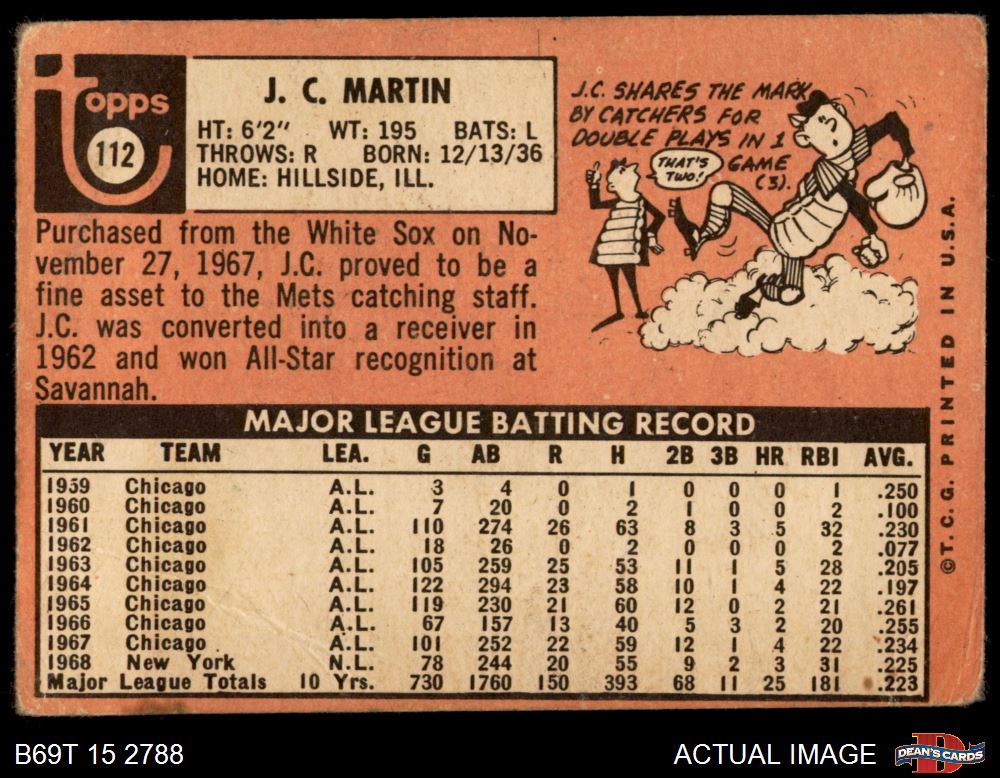 Topps
112
J. C. MARTIN
HT: 6'2" WT: 195 BATS: L
THROWS: R BORN: 12/13/36
HOME: HILLSIDE, ILL.
J.C. SHARES THE MARK
BY CATCHERS FOR
DOUBLE PLAYS IN 1
GAME
(3).
THAT'S
TWO!
Purchased from the White Sox on No-
vember 27, 1967, J.C. proved to be a
fine asset to the Mets catching staff.
J.C. was converted into a receiver in
1962 and won All-Star recognition at
Savannah.
MAJOR LEAGUE BATTING RECORD
YEAR TEAM LEA. G AB R H 2B 3B HR RBI AVG.
1959 Chicago A.L. 3 4 0 1 0 0 0 1 .250
1960 Chicago A.L. 7 20 0 2 1 0 0 2 .100
1961 Chicago A.L. 110 274 26 63 8 3 5 32 .230
1962 Chicago A.L. 18 26 0 2 0 0 0 2 .077
1963 Chicago A.L. 105 259 25 53 11 1 5 28 .205
1964 Chicago A.L. 122 294 23 58 10 1 4 22 .197
1965 Chicago A.L. 119 230 21 60 12 0 2 21 .261
1966 Chicago A.L. 67 157 13 40 5 3 2 20 .255
1967 Chicago A.L. 101 252 22 59 12 1 4 22 .234
1968 New York N.L. 78 244 20 55 9 2 3 31 .225
Major League Totals 10 Yrs. 730 1760 150 393 68 11 25 181 .223
©T. C. G. PRINTED IN U.S.A.
B69T 15 2788
ACTUAL IMAGE
DEAN'S CARDS